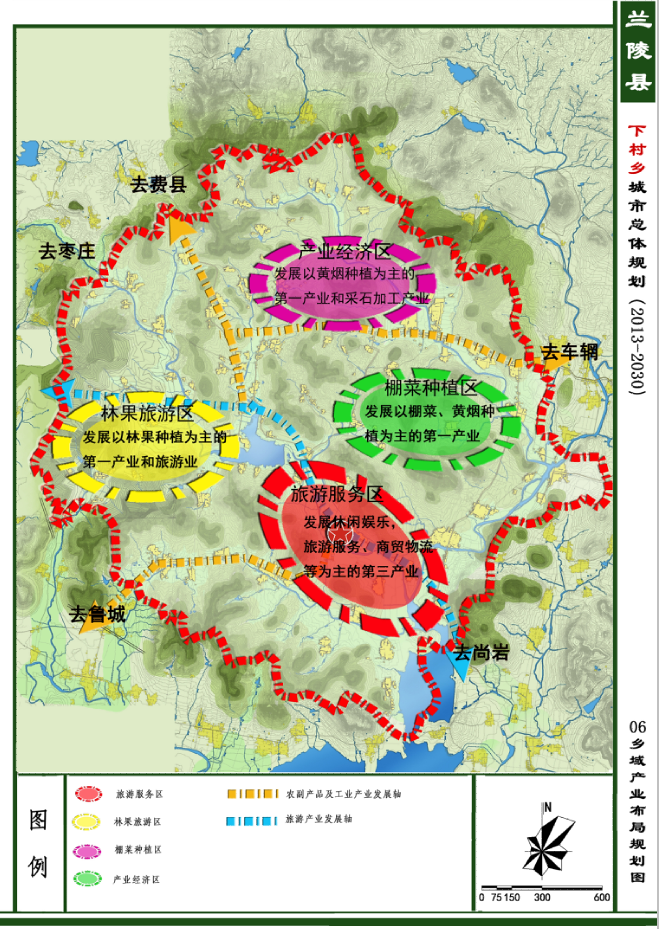 兰陵县
下村乡城市总体规划(2013-2030)
去费县
去枣庄
产业经济区
发展以黄烟种植为主的
第一产业和采石加工产业
去车辋
棚菜种植区
发展以棚菜、黄烟种
植为主的第一产业
林果旅游区
发展以林果种植为主的
第一产业和旅游业
旅游服务区
发展休闲娱乐,
旅游服务、商贸物流
等为主的第三产业
去鲁城
去尚岩
06乡域产业布局规划图
图例
旅游服务区
林果旅游区
棚菜种植区
产业经济区
农副产品及工业产业发展轴
旅游产业发展轴
N
0 75 150 300 600